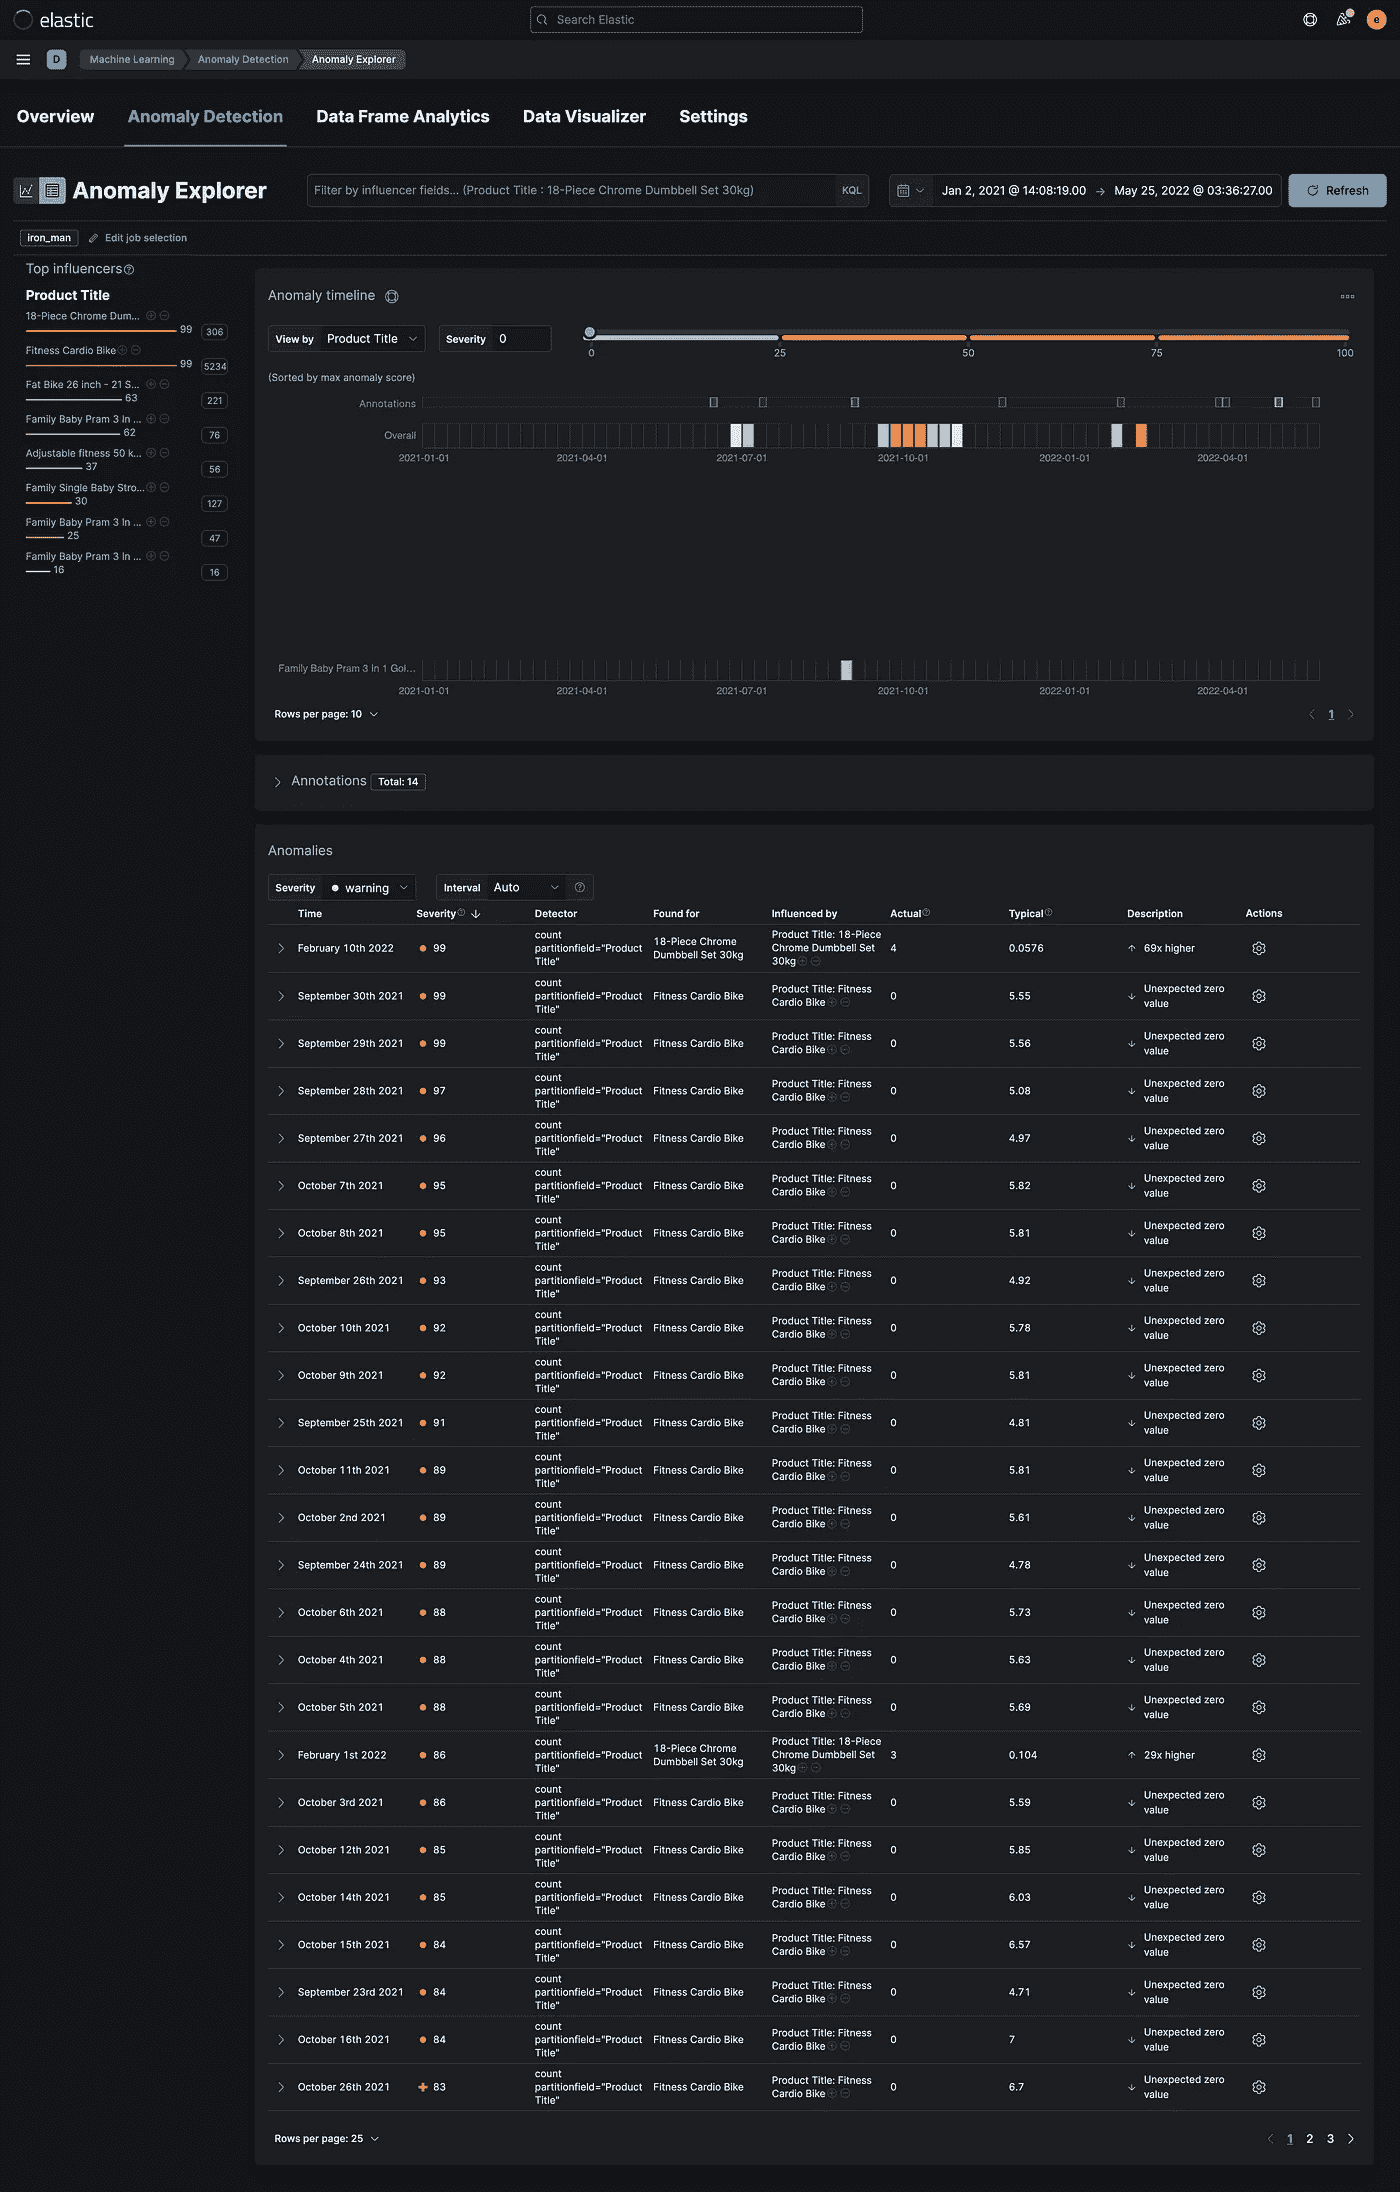 elastic
Search Elastic
e
D
Machine Learning
Anomaly Detection
Anomaly Explorer
Overview
Anomaly Detection
Data Frame Analytics
Data Visualizer
Settings
Anomaly Explorer
Filter by influencer fields... (Product Title : 18-Piece Chrome Dumbbell Set 30kg)
KQL
Jan 2, 2021 @ 14:08:19.00 → May 25, 2022 @ 03:36:27.00
Refresh
iron_man
Edit job selection
Top influencers
Product Title
18-Piece Chrome Dum...
99
306
Fitness Cardio Bike
99
5234
Fat Bike 26 inch - 21 S...
63
221
Family Baby Pram 3 In ...
62
76
Adjustable fitness 50 k...
37
56
Family Single Baby Stro...
30
127
Family Baby Pram 3 In ...
25
47
Family Baby Pram 3 In ...
16
16
Anomaly timeline
View by Product Title
Severity 0
0 25 50 75 100
(Sorted by max anomaly score)
Annotations
Overall
2021-01-01 2021-04-01 2021-07-01 2021-10-01 2022-01-01 2022-04-01
Family Baby Pram 3 In 1 Gol...
2021-01-01 2021-04-01 2021-07-01 2021-10-01 2022-01-01 2022-04-01
Rows per page: 10
1
Annotations Total: 14
Anomalies
Severity warning
Interval Auto
Time Severity Detector Found for Influenced by Actual Typical Description Actions
February 10th 2022 99 count partitionfield="Product Title" 18-Piece Chrome Dumbbell Set 30kg Product Title: 18-Piece Chrome Dumbbell Set 30kg 4 0.0576 ↑ 69x higher
September 30th 2021 99 count partitionfield="Product Title" Fitness Cardio Bike Product Title: Fitness Cardio Bike 0 5.55 ↓ Unexpected zero value
September 29th 2021 99 count partitionfield="Product Title" Fitness Cardio Bike Product Title: Fitness Cardio Bike 0 5.56 ↓ Unexpected zero value
September 28th 2021 97 count partitionfield="Product Title" Fitness Cardio Bike Product Title: Fitness Cardio Bike 0 5.08 ↓ Unexpected zero value
September 27th 2021 96 count partitionfield="Product Title" Fitness Cardio Bike Product Title: Fitness Cardio Bike 0 4.97 ↓ Unexpected zero value
October 7th 2021 95 count partitionfield="Product Title" Fitness Cardio Bike Product Title: Fitness Cardio Bike 0 5.82 ↓ Unexpected zero value
October 8th 2021 95 count partitionfield="Product Title" Fitness Cardio Bike Product Title: Fitness Cardio Bike 0 5.81 ↓ Unexpected zero value
September 26th 2021 93 count partitionfield="Product Title" Fitness Cardio Bike Product Title: Fitness Cardio Bike 0 4.92 ↓ Unexpected zero value
October 10th 2021 92 count partitionfield="Product Title" Fitness Cardio Bike Product Title: Fitness Cardio Bike 0 5.78 ↓ Unexpected zero value
October 9th 2021 92 count partitionfield="Product Title" Fitness Cardio Bike Product Title: Fitness Cardio Bike 0 5.81 ↓ Unexpected zero value
September 25th 2021 91 count partitionfield="Product Title" Fitness Cardio Bike Product Title: Fitness Cardio Bike 0 4.81 ↓ Unexpected zero value
October 11th 2021 89 count partitionfield="Product Title" Fitness Cardio Bike Product Title: Fitness Cardio Bike 0 5.81 ↓ Unexpected zero value
October 2nd 2021 89 count partitionfield="Product Title" Fitness Cardio Bike Product Title: Fitness Cardio Bike 0 5.61 ↓ Unexpected zero value
September 24th 2021 89 count partitionfield="Product Title" Fitness Cardio Bike Product Title: Fitness Cardio Bike 0 4.78 ↓ Unexpected zero value
October 6th 2021 88 count partitionfield="Product Title" Fitness Cardio Bike Product Title: Fitness Cardio Bike 0 5.73 ↓ Unexpected zero value
October 4th 2021 88 count partitionfield="Product Title" Fitness Cardio Bike Product Title: Fitness Cardio Bike 0 5.63 ↓ Unexpected zero value
October 5th 2021 88 count partitionfield="Product Title" Fitness Cardio Bike Product Title: Fitness Cardio Bike 0 5.69 ↓ Unexpected zero value
February 1st 2022 86 count partitionfield="Product Title" 18-Piece Chrome Dumbbell Set 30kg Product Title: 18-Piece Chrome Dumbbell Set 30kg 3 0.104 ↑ 29x higher
October 3rd 2021 86 count partitionfield="Product Title" Fitness Cardio Bike Product Title: Fitness Cardio Bike 0 5.59 ↓ Unexpected zero value
October 12th 2021 85 count partitionfield="Product Title" Fitness Cardio Bike Product Title: Fitness Cardio Bike 0 5.85 ↓ Unexpected zero value
October 14th 2021 85 count partitionfield="Product Title" Fitness Cardio Bike Product Title: Fitness Cardio Bike 0 6.03 ↓ Unexpected zero value
October 15th 2021 84 count partitionfield="Product Title" Fitness Cardio Bike Product Title: Fitness Cardio Bike 0 6.57 ↓ Unexpected zero value
September 23rd 2021 84 count partitionfield="Product Title" Fitness Cardio Bike Product Title: Fitness Cardio Bike 0 4.71 ↓ Unexpected zero value
October 16th 2021 84 count partitionfield="Product Title" Fitness Cardio Bike Product Title: Fitness Cardio Bike 0 7 ↓ Unexpected zero value
October 26th 2021 83 count partitionfield="Product Title" Fitness Cardio Bike Product Title: Fitness Cardio Bike 0 6.7 ↓ Unexpected zero value
Rows per page: 25
1 2 3